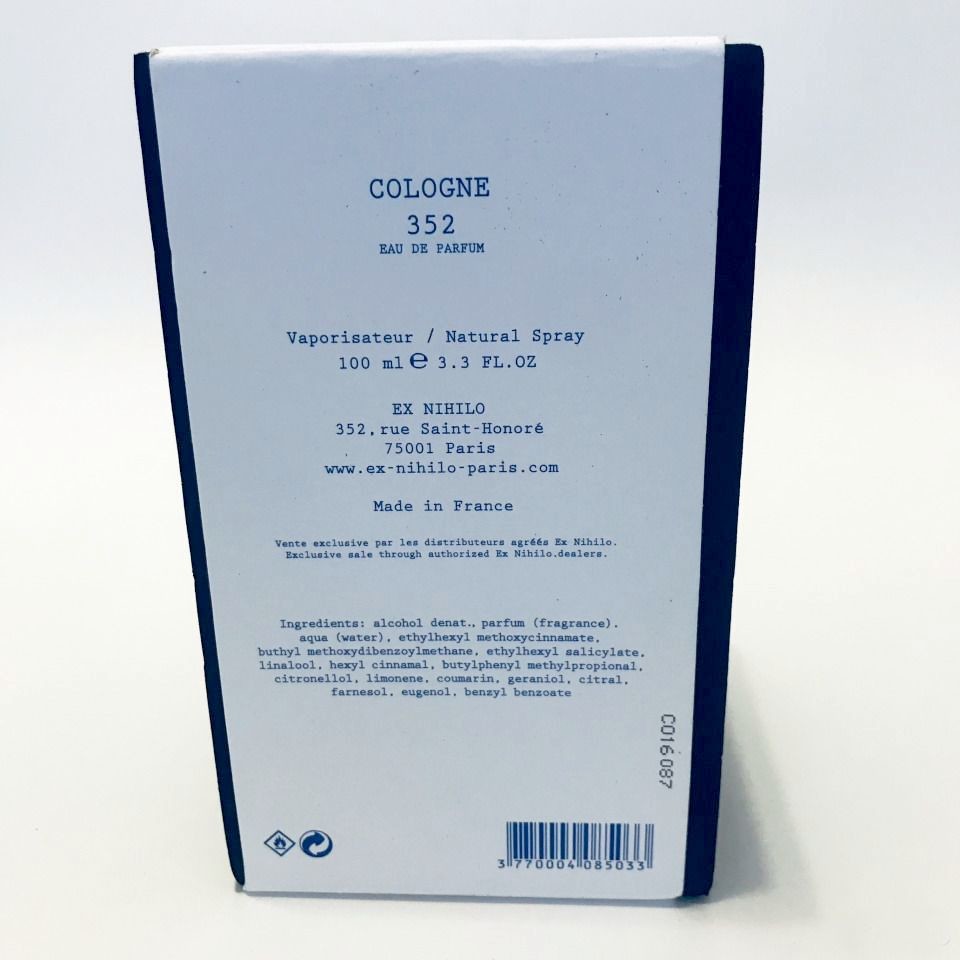 COLOGNE
352
EAU DE PARFUM
Vaporisateur / Natural Spray
100 ml ℮ 3.3 FL.OZ
EX NIHILO
352, rue Saint-Honoré
75001 Paris
www.ex-nihilo-paris.com
Made in France
Vente exclusive par les distributeurs agréés Ex Nihilo.
Exclusive sale through authorized Ex Nihilo.dealers.
Ingredients: alcohol denat., parfum (fragrance).
aqua (water), ethylhexyl methoxycinnamate,
buthyl methoxydibenzoylmethane, ethylhexyl salicylate,
linalool, hexyl cinnamal, butylphenyl methylpropional,
citronellol, limonene, coumarin, geraniol, citral,
farnesol, eugenol, benzyl benzoate
C016087
3 770004 085033